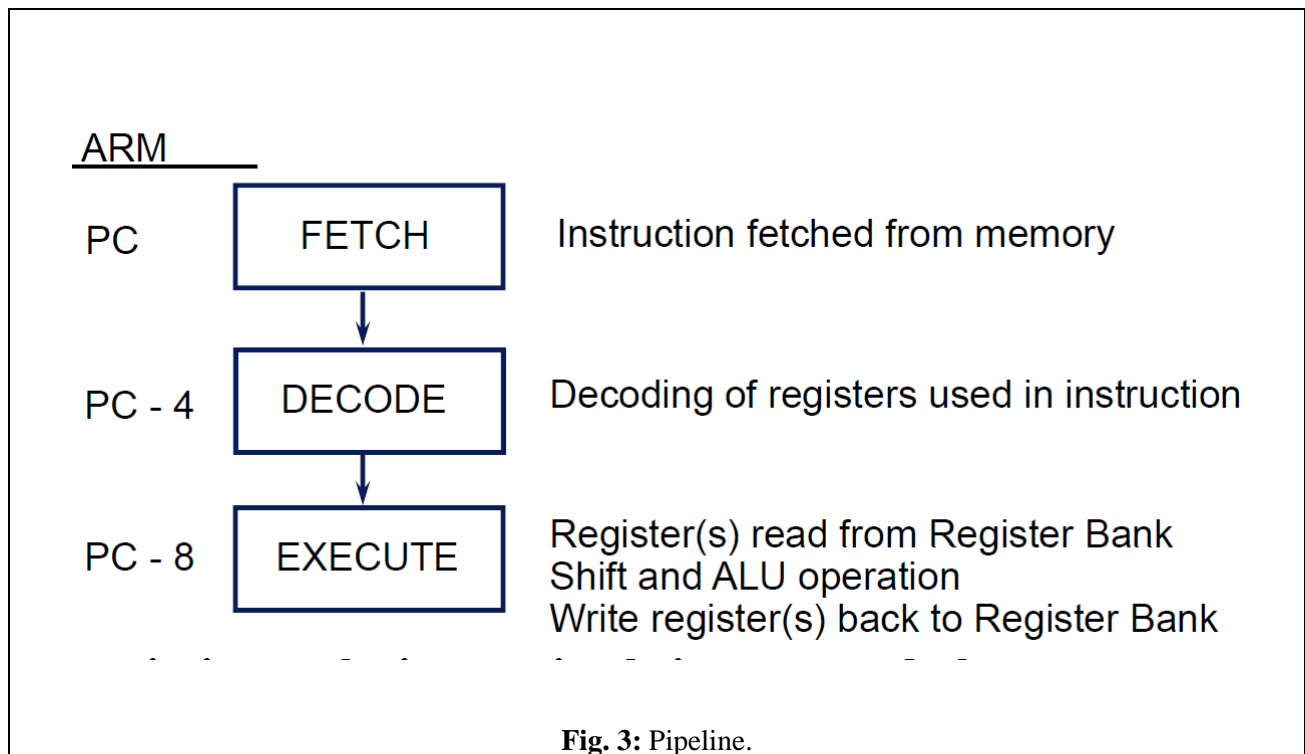 ARM
PC FETCH Instruction fetched from memory
PC - 4 DECODE Decoding of registers used in instruction
PC - 8 EXECUTE Register(s) read from Register Bank
Shift and ALU operation
Write register(s) back to Register Bank
Fig. 3: Pipeline.